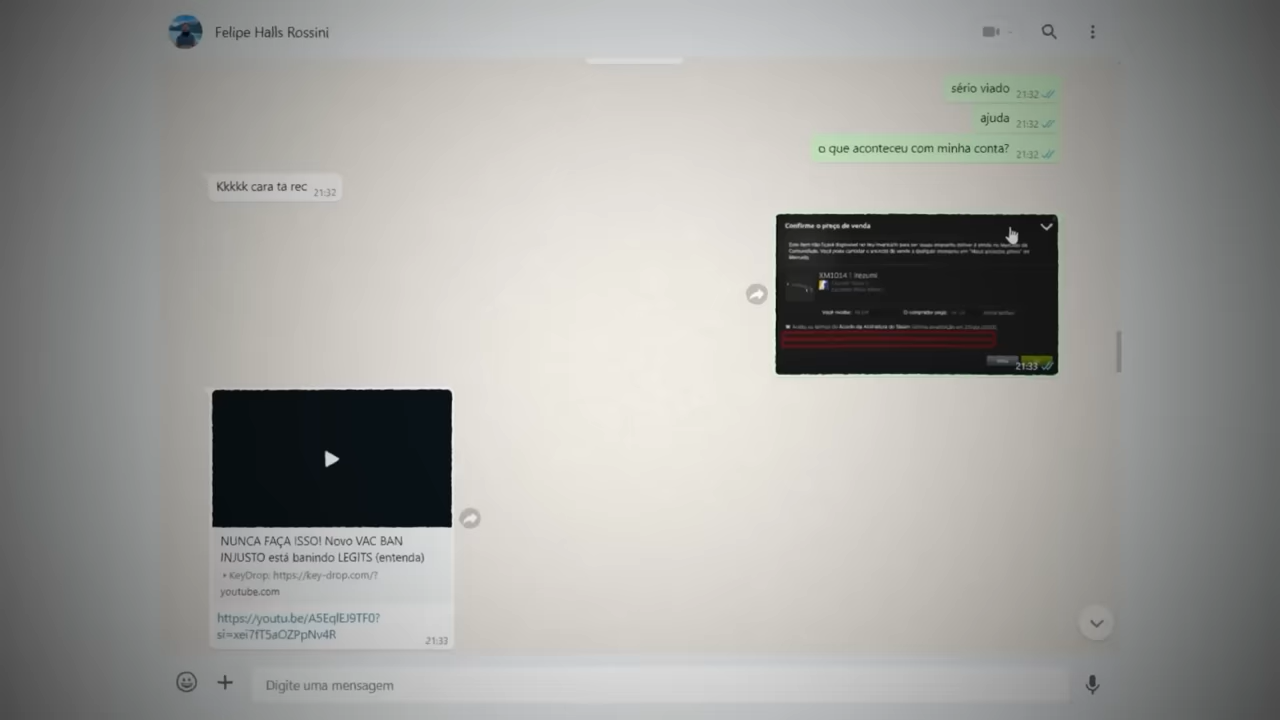 Felipe Halls Rossini
sério viado 21:32
ajuda 21:32
o que aconteceu com minha conta? 21:32
Kkkkk cara ta rec 21:32
Confirme o preço de venda
XM1014 | Irezumi
21:33
NUNCA FAÇA ISSO! Novo VAC BAN
INJUSTO está banindo LEGITS (entenda)
‣ KeyDrop: https://key-drop.com/?
youtube.com
https://youtu.be/A5EqlEJ9TF0?
si=xei7fT5aOZPpNv4R
21:33
Digite uma mensagem